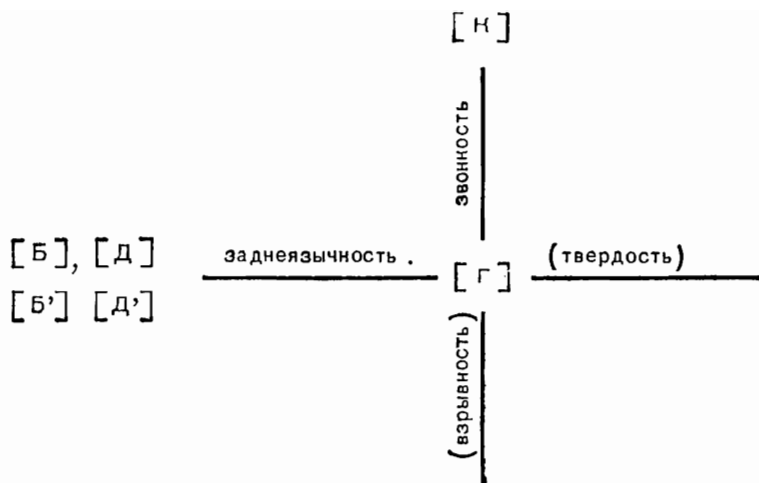 [к]
звонкость
[Б], [Д] заднеязычность . [г] (твердость)
[Б’] [Д’]
(взрывность)